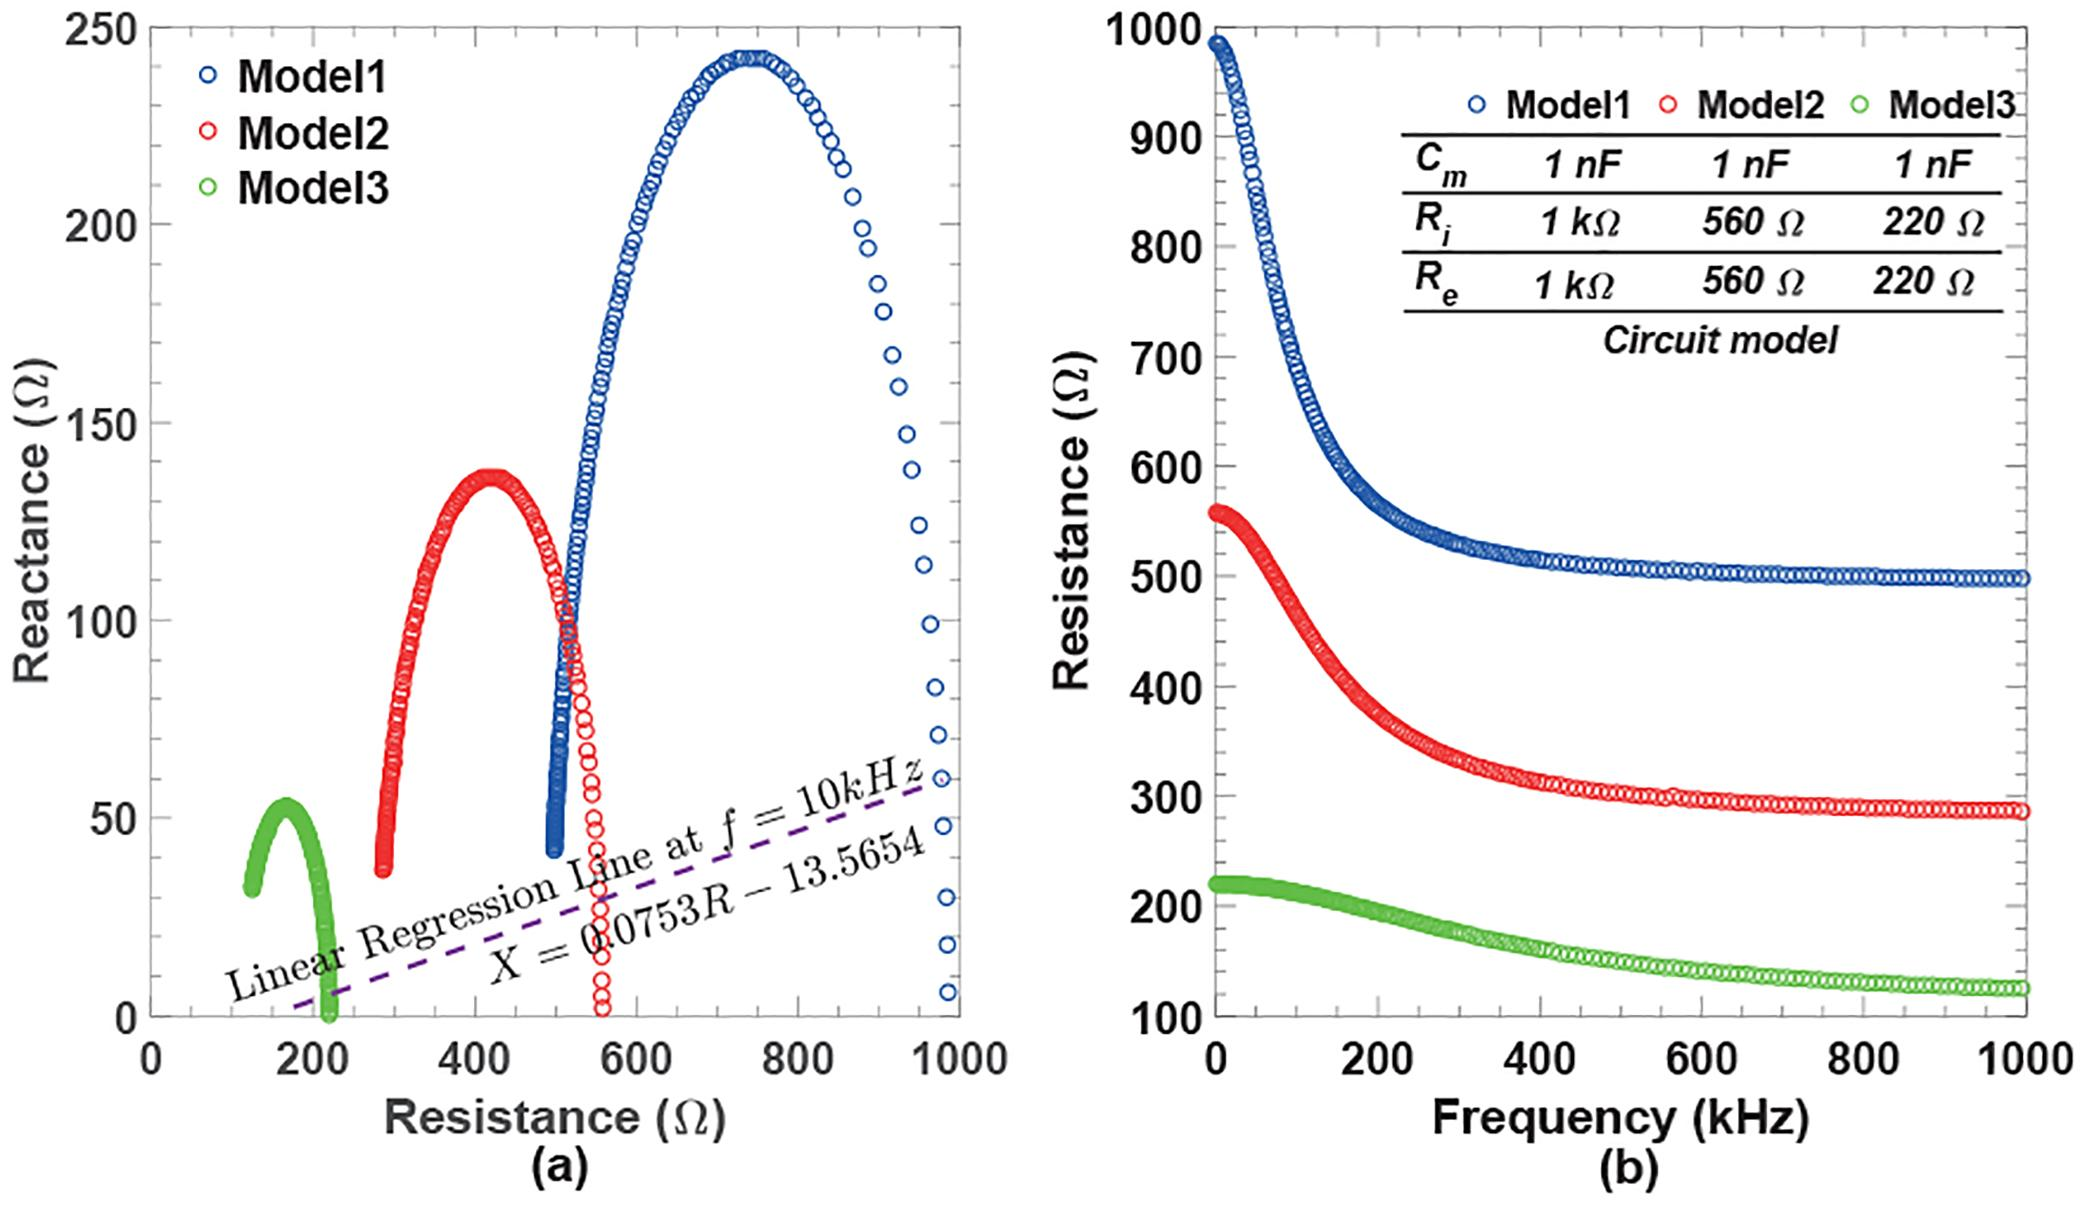 250
200
150
100
50
0
Reactance (Ω)
Model1
Model2
Model3
Linear Regression Line at f = 10kHz
X = 0.0753R − 13.5654
0 200 400 600 800 1000
Resistance (Ω)
(a)
1000
900
800
700
600
500
400
300
200
100
Resistance (Ω)
Model1 Model2 Model3
Cm 1 nF 1 nF 1 nF
Ri 1 kΩ 560 Ω 220 Ω
Re 1 kΩ 560 Ω 220 Ω
Circuit model
0 200 400 600 800 1000
Frequency (kHz)
(b)